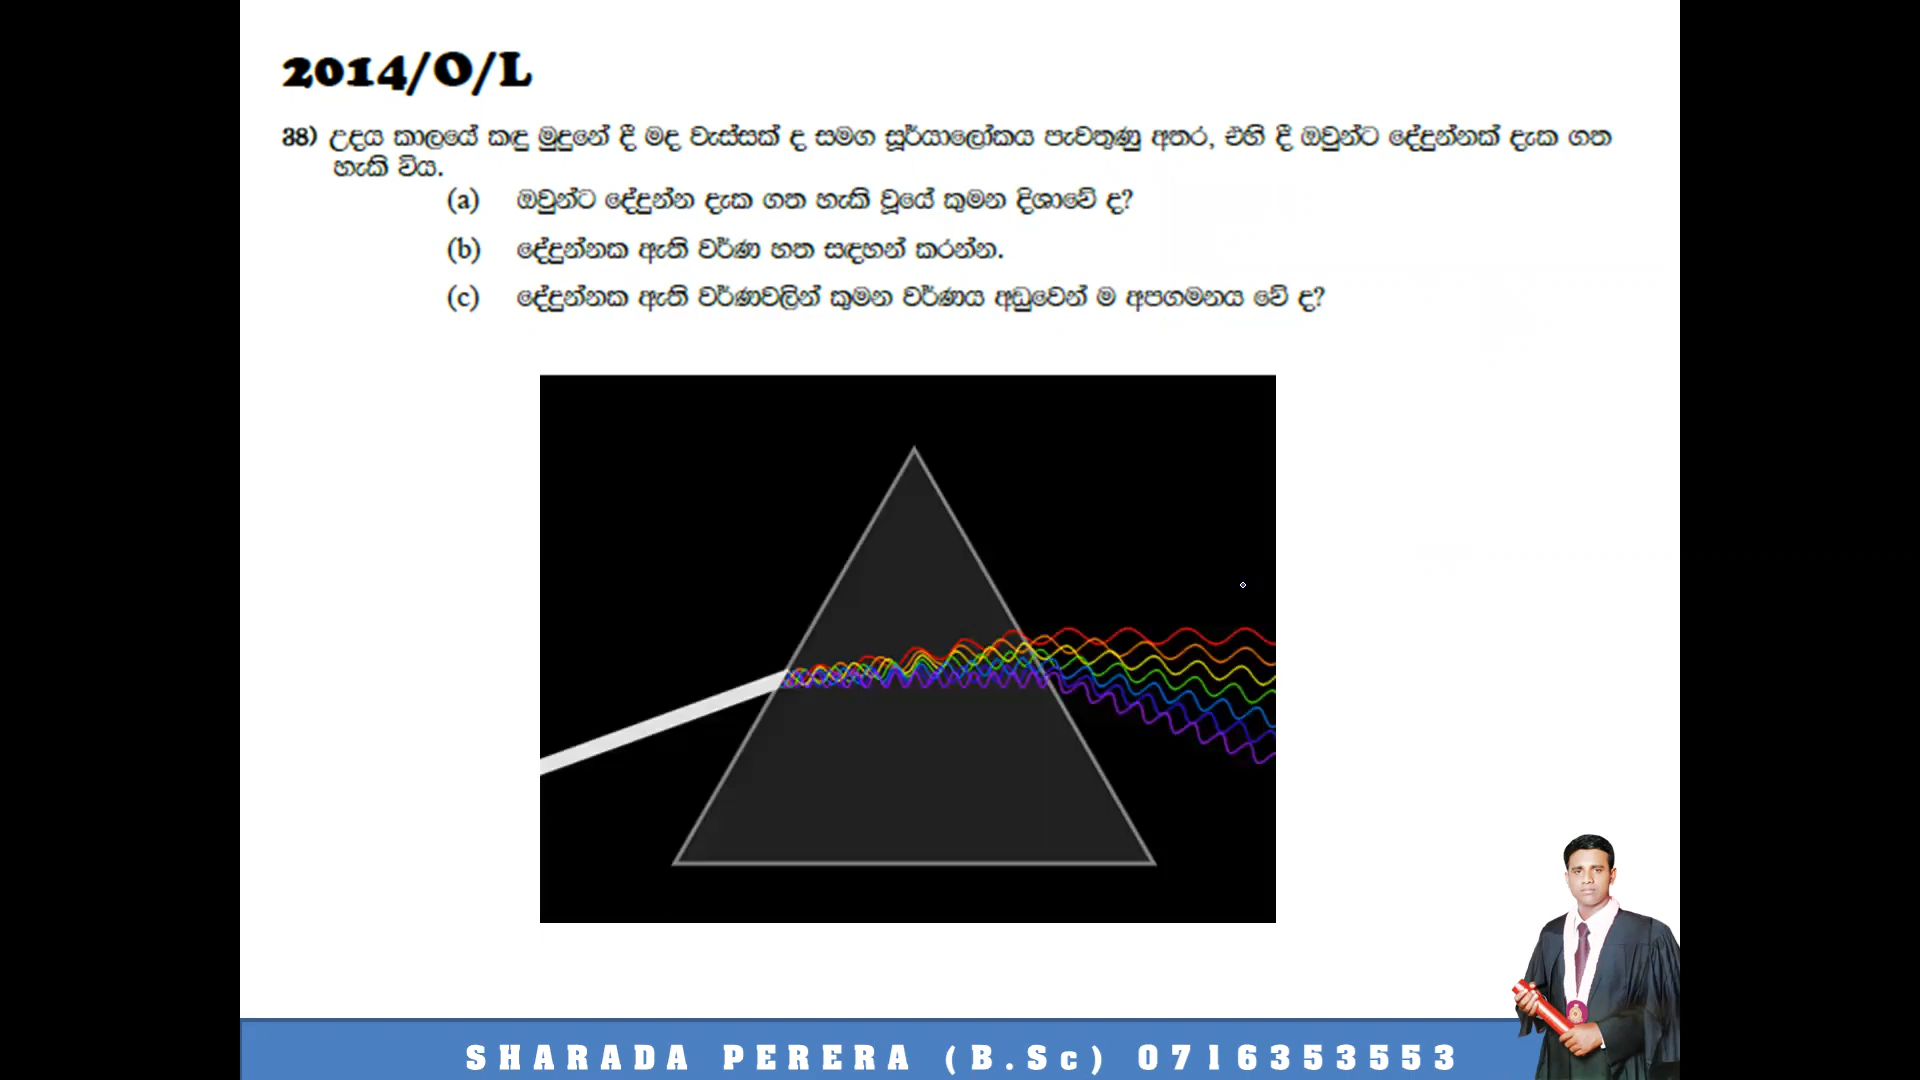 2014/O/L
38) උදය කාලයේ කඳු මුදුනේ දී මද වැස්සක් ද සමග සූර්යාලෝකය පැවතුණු අතර, එහි දී ඔවුන්ට දේදුන්නක් දැක ගත
හැකි විය.
(a) ඔවුන්ට දේදුන්න දැක ගත හැකි වූයේ කුමන දිශාවේ ද?
(b) දේදුන්නක ඇති වර්ණ හත සඳහන් කරන්න.
(c) දේදුන්නක ඇති වර්ණවලින් කුමන වර්ණය අඩුවෙන් ම අපගමනය වේ ද?
SHARADA PERERA (B.Sc) 0716353553